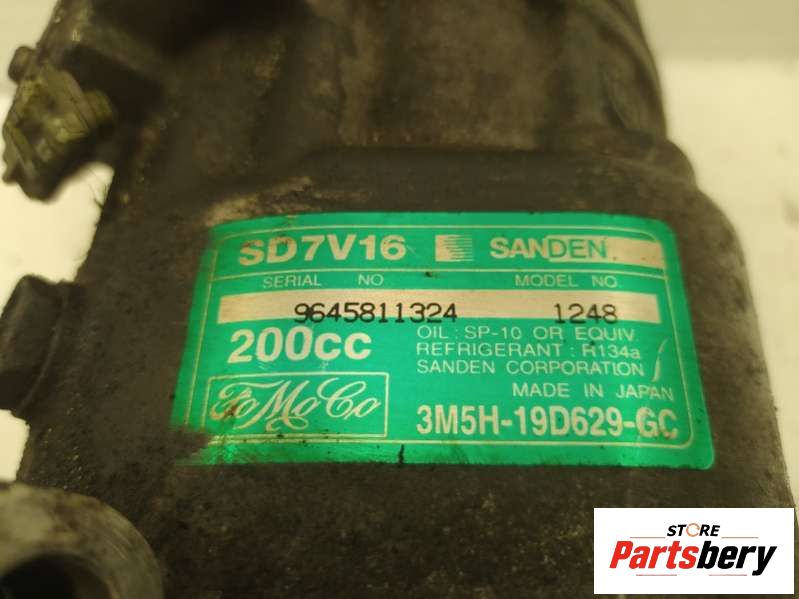 SD7V16 SANDEN
SERIAL NO MODEL NO.
9645811324 1248
200cc OIL : SP-10 OR EQUIV
REFRIGERANT : R134a
SANDEN CORPORATION
MADE IN JAPAN
FoMoCo 3M5H-19D629-GC
STORE
Partsbery